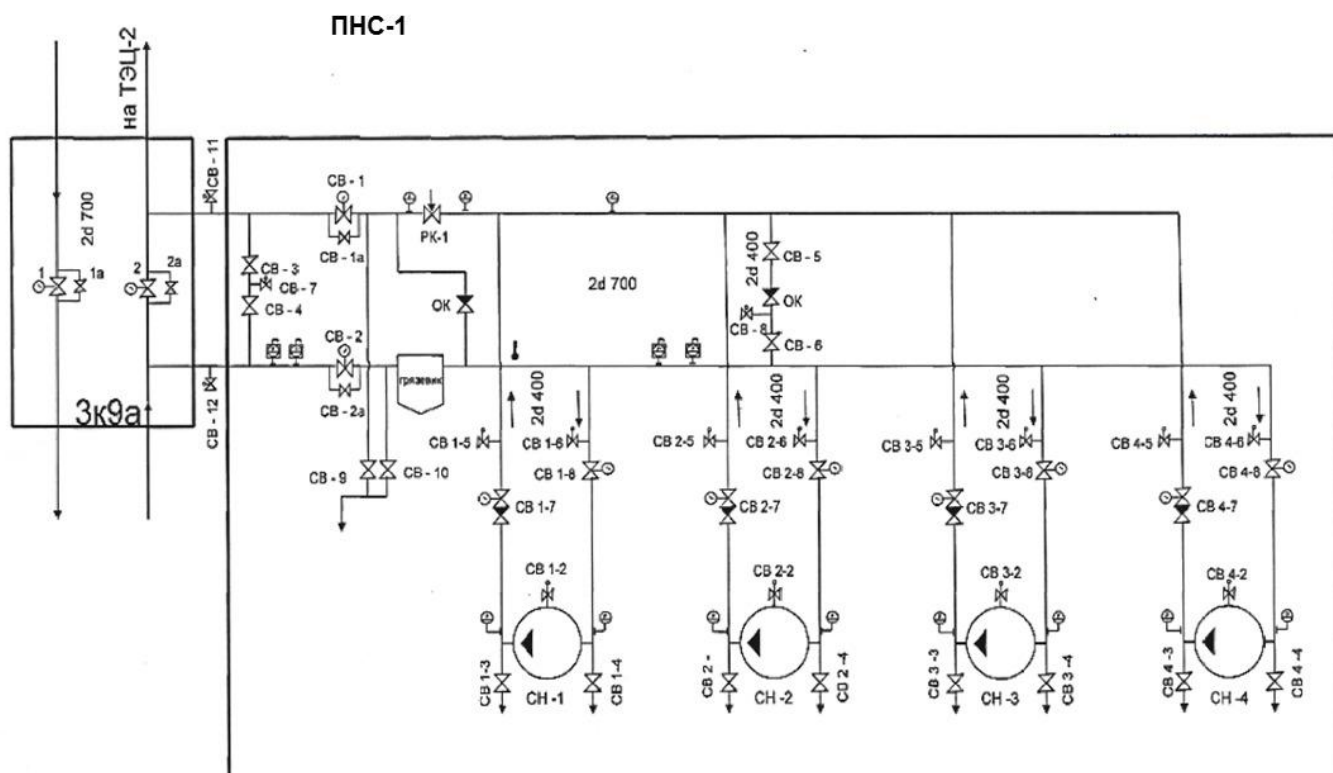 ПНС-1
на ТЭЦ-2
СВ - 11
СВ - 1
2d 700
РК-1
СВ - 1а
1
1а
2
2а
СВ - 3
СВ - 7
СВ - 4
ОК
2d 700
2d 400
СВ - 5
ОК
СВ - 8
СВ - 6
СВ - 2
грязевик
СВ - 2а
3к9а
СВ - 12
2d 400
2d 400
2d 400
2d 400
СВ 1-5
СВ 1-6
СВ 2-5
СВ 2-6
СВ 3-5
СВ 3-6
СВ 4-5
СВ 4-6
СВ - 9
СВ - 10
СВ 1-8
СВ 2-8
СВ 3-8
СВ 4-8
СВ 1-7
СВ 2-7
СВ 3-7
СВ 4-7
СВ 1-2
СВ 2-2
СВ 3-2
СВ 4-2
СВ 1-3
СВ 1-4
СВ 2 -
СО 2 -4
СВ 3 -3
СВ 3 -4
СВ 4 -3
СВ 4 -4
СН -1
СН -2
СН -3
СН -4